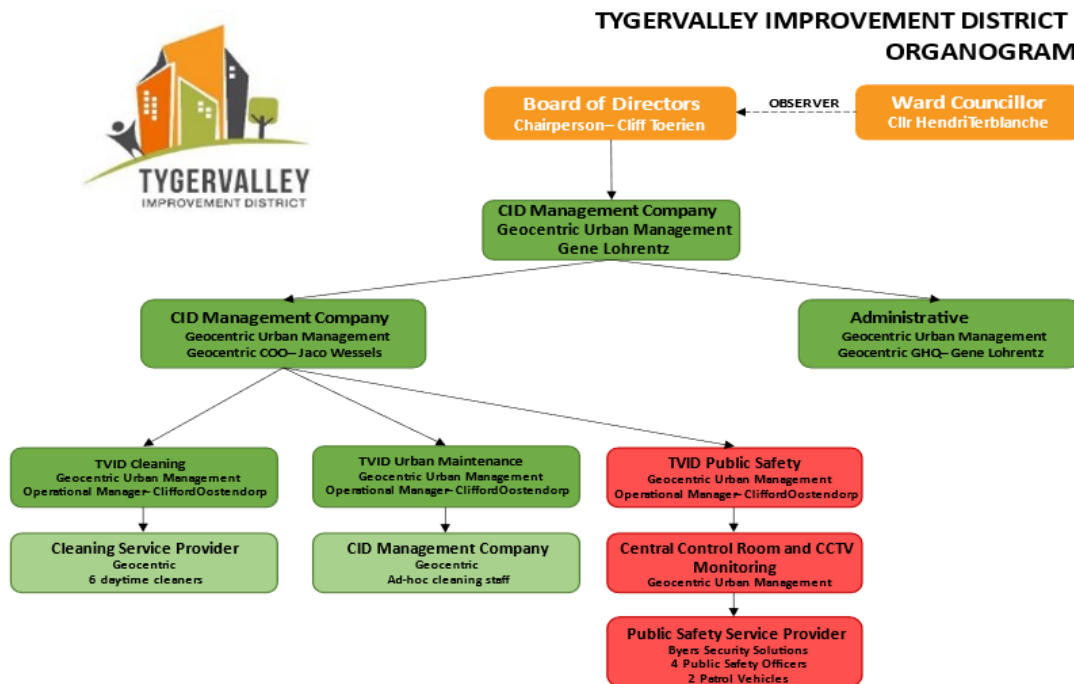 TYGERVALLEY IMPROVEMENT DISTRICT
ORGANOGRAM
TYGERVALLEY
IMPROVEMENT DISTRICT
Board of Directors
Chairperson– Cliff Toerien
OBSERVER
Ward Councillor
Cllr HendriTerblanche
CID Management Company
Geocentric Urban Management
Gene Lohrentz
CID Management Company
Geocentric Urban Management
Geocentric COO– Jaco Wessels
Administrative
Geocentric Urban Management
Geocentric GHQ– Gene Lohrentz
TVID Cleaning
Geocentric Urban Management
Operational Manager– CliffordOostendorp
TVID Urban Maintenance
Geocentric Urban Management
Operational Manager– CliffordOostendorp
TVID Public Safety
Geocentric Urban Management
Operational Manager– CliffordOostendorp
Cleaning Service Provider
Geocentric
6 daytime cleaners
CID Management Company
Geocentric
Ad-hoc cleaning staff
Central Control Room and CCTV
Monitoring
Geocentric Urban Management
Public Safety Service Provider
Byers Security Solutions
4 Public Safety Officers
2 Patrol Vehicles